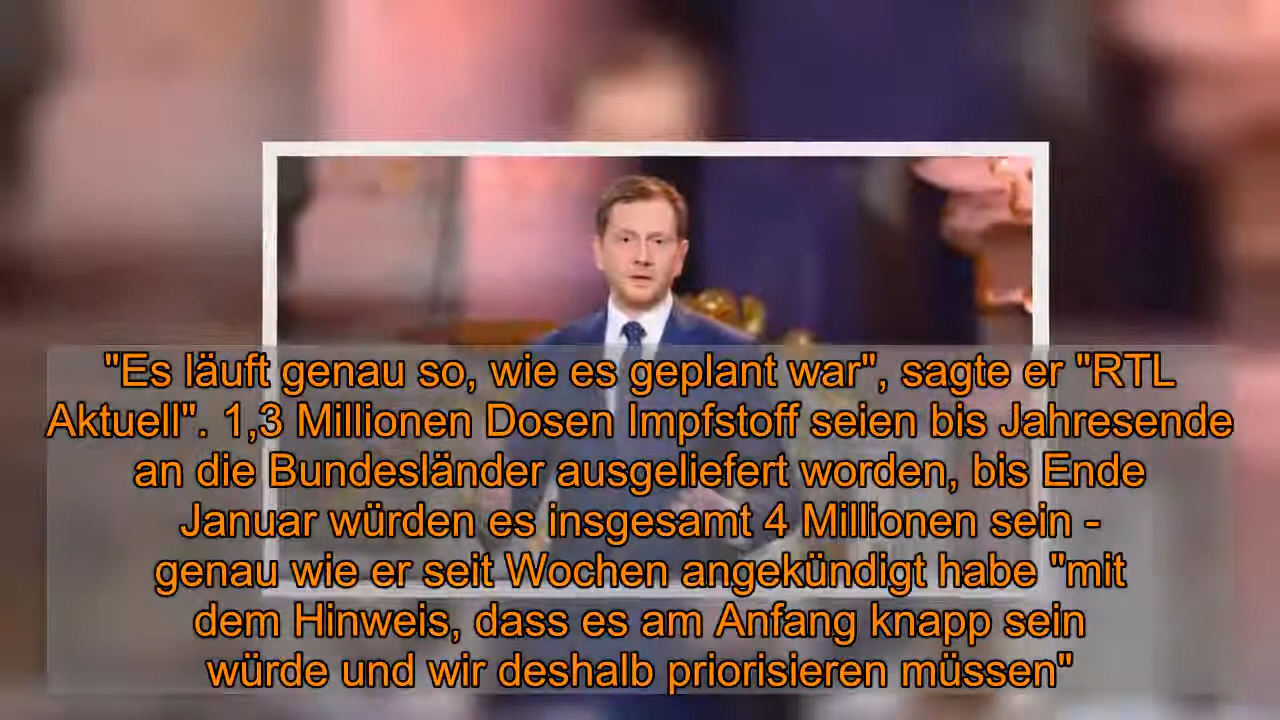 "Es läuft genau so, wie es geplant war", sagte er "RTL
Aktuell". 1,3 Millionen Dosen Impfstoff seien bis Jahresende
an die Bundesländer ausgeliefert worden, bis Ende
Januar würden es insgesamt 4 Millionen sein -
genau wie er seit Wochen angekündigt habe "mit
dem Hinweis, dass es am Anfang knapp sein
würde und wir deshalb priorisieren müssen"